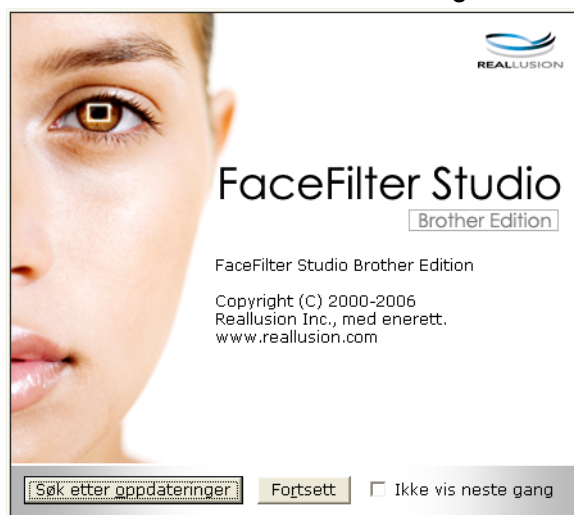 REALLUSION
FaceFilter Studio
Brother Edition
FaceFilter Studio Brother Edition
Copyright (C) 2000-2006
Reallusion Inc., med enerett.
www.reallusion.com
Søk etter oppdateringer
Fortsett
Ikke vis neste gang